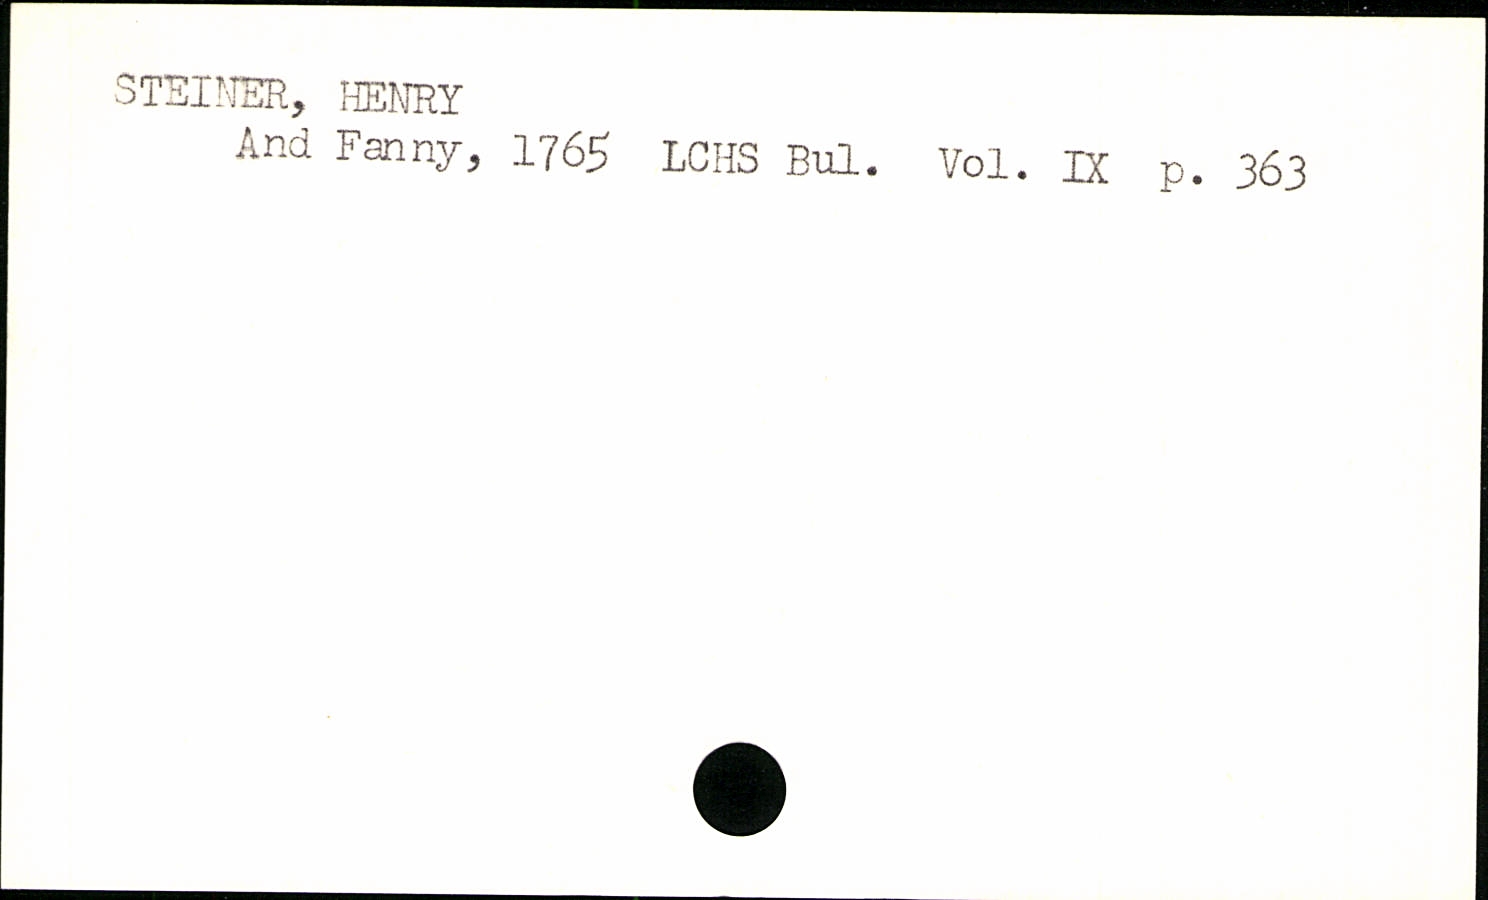 STEINER, HENRY
And Fanny, 1765 LCHS Bul. Vol. IX p. 363